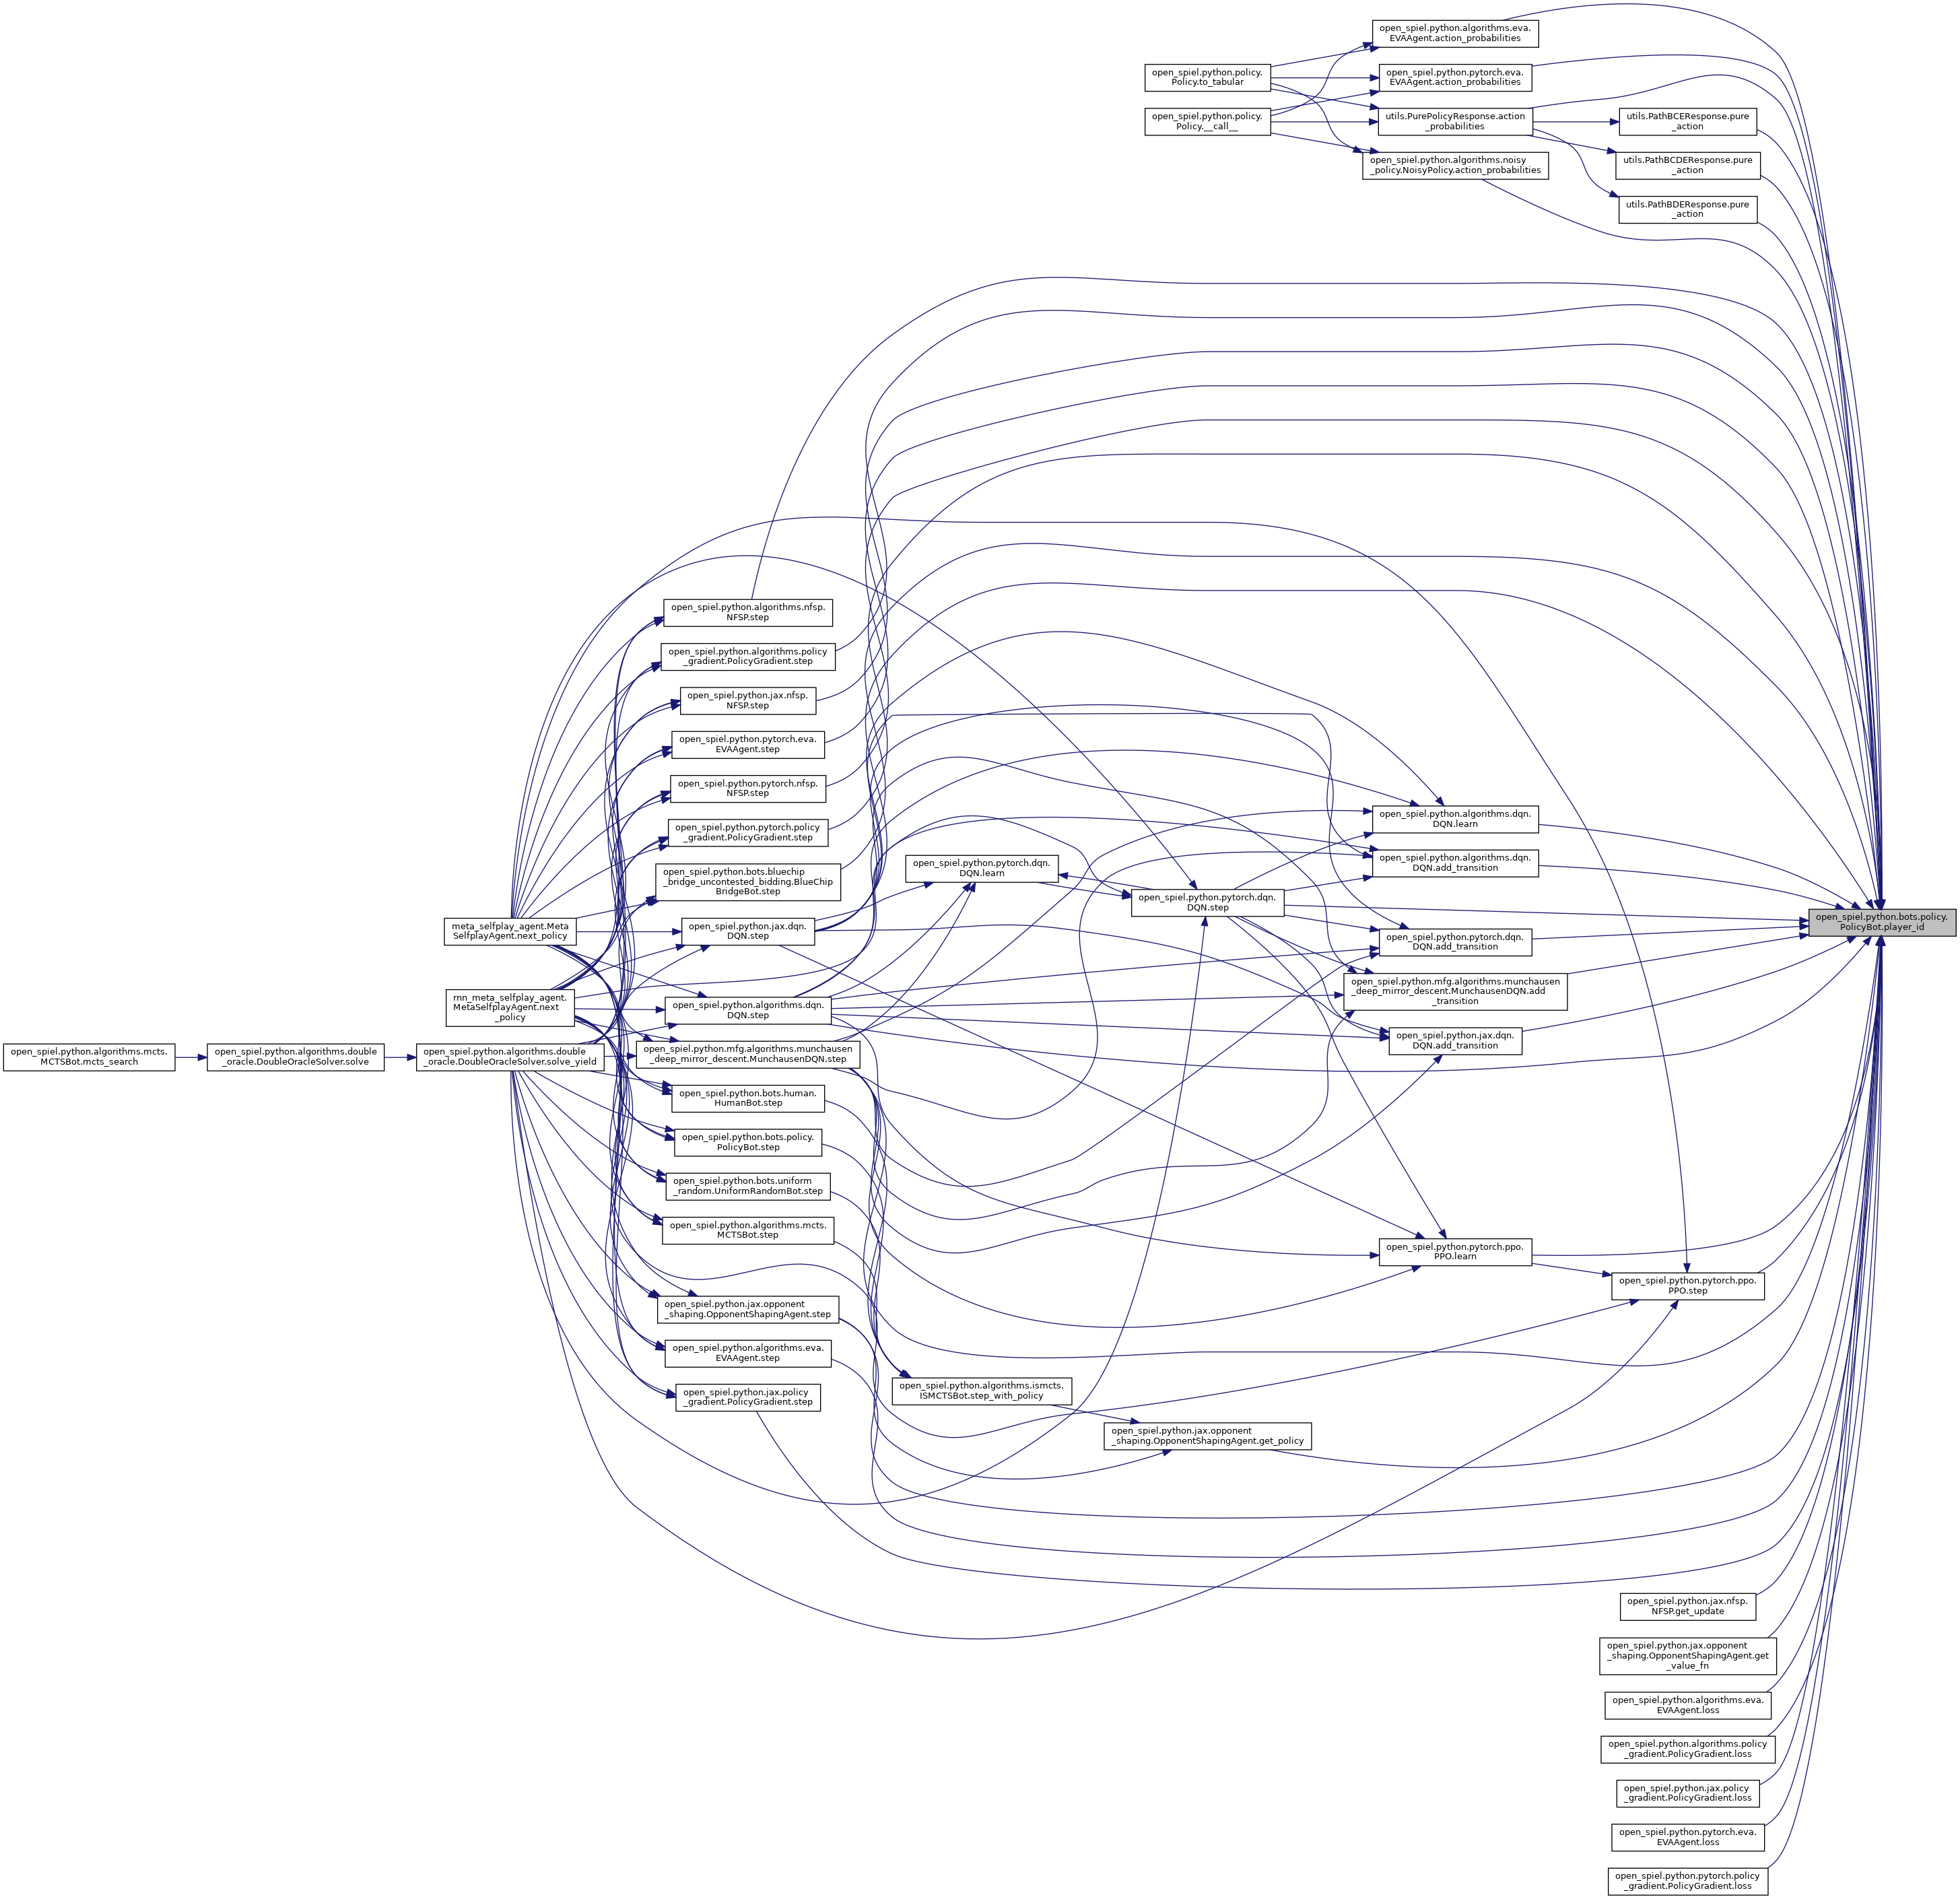 open_spiel.python.algorithms.eva.
EVAAgent.action_probabilities
open_spiel.python.policy.
Policy.to_tabular
open_spiel.python.pytorch.eva.
EVAAgent.action_probabilities
open_spiel.python.policy.
Policy.__call__
utils.PurePolicyResponse.action
_probabilities
utils.PathBCEResponse.pure
_action
open_spiel.python.algorithms.noisy
_policy.NoisyPolicy.action_probabilities
utils.PathBCDEResponse.pure
_action
utils.PathBDEResponse.pure
_action
open_spiel.python.algorithms.nfsp.
NFSP.step
open_spiel.python.algorithms.policy
_gradient.PolicyGradient.step
open_spiel.python.jax.nfsp.
NFSP.step
open_spiel.python.pytorch.eva.
EVAAgent.step
open_spiel.python.pytorch.nfsp.
NFSP.step
open_spiel.python.pytorch.policy
_gradient.PolicyGradient.step
open_spiel.python.bots.bluechip
_bridge_uncontested_bidding.BlueChip
BridgeBot.step
open_spiel.python.algorithms.dqn.
DQN.learn
open_spiel.python.algorithms.dqn.
DQN.add_transition
open_spiel.python.pytorch.dqn.
DQN.learn
open_spiel.python.pytorch.dqn.
DQN.step
open_spiel.python.bots.policy.
PolicyBot.player_id
meta_selfplay_agent.Meta
SelfplayAgent.next_policy
open_spiel.python.jax.dqn.
DQN.step
open_spiel.python.pytorch.dqn.
DQN.add_transition
open_spiel.python.mfg.algorithms.munchausen
_deep_mirror_descent.MunchausenDQN.add
_transition
rnn_meta_selfplay_agent.
MetaSelfplayAgent.next
_policy
open_spiel.python.algorithms.dqn.
DQN.step
open_spiel.python.jax.dqn.
DQN.add_transition
open_spiel.python.algorithms.mcts.
MCTSBot.mcts_search
open_spiel.python.algorithms.double
_oracle.DoubleOracleSolver.solve
open_spiel.python.algorithms.double
_oracle.DoubleOracleSolver.solve_yield
open_spiel.python.mfg.algorithms.munchausen
_deep_mirror_descent.MunchausenDQN.step
open_spiel.python.bots.human.
HumanBot.step
open_spiel.python.bots.policy.
PolicyBot.step
open_spiel.python.bots.uniform
_random.UniformRandomBot.step
open_spiel.python.algorithms.mcts.
MCTSBot.step
open_spiel.python.pytorch.ppo.
PPO.learn
open_spiel.python.pytorch.ppo.
PPO.step
open_spiel.python.jax.opponent
_shaping.OpponentShapingAgent.step
open_spiel.python.algorithms.eva.
EVAAgent.step
open_spiel.python.jax.policy
_gradient.PolicyGradient.step
open_spiel.python.algorithms.ismcts.
ISMCTSBot.step_with_policy
open_spiel.python.jax.opponent
_shaping.OpponentShapingAgent.get_policy
open_spiel.python.jax.nfsp.
NFSP.get_update
open_spiel.python.jax.opponent
_shaping.OpponentShapingAgent.get
_value_fn
open_spiel.python.algorithms.eva.
EVAAgent.loss
open_spiel.python.algorithms.policy
_gradient.PolicyGradient.loss
open_spiel.python.jax.policy
_gradient.PolicyGradient.loss
open_spiel.python.pytorch.eva.
EVAAgent.loss
open_spiel.python.pytorch.policy
_gradient.PolicyGradient.loss